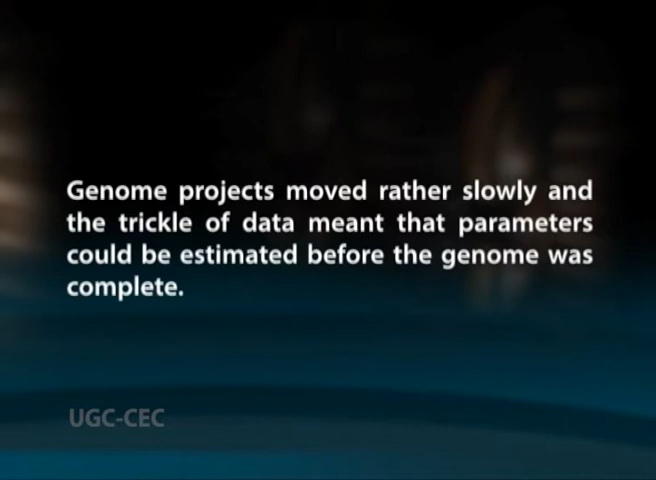 Genome projects moved rather slowly and
the trickle of data meant that parameters
could be estimated before the genome was
complete.
UGC-CEC